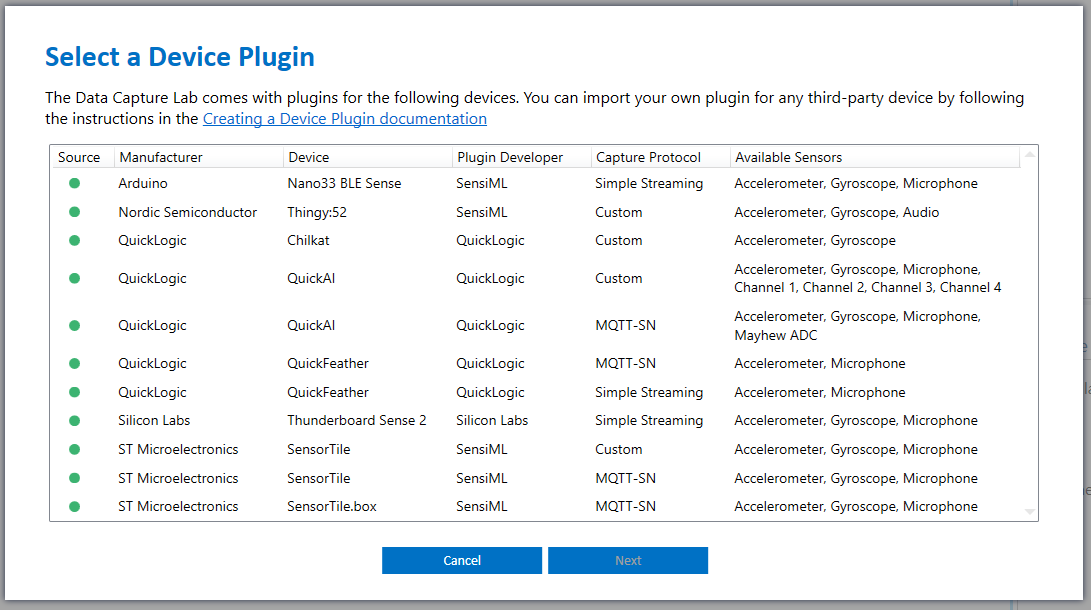 Select a Device Plugin
The Data Capture Lab comes with plugins for the following devices. You can import your own plugin for any third-party device by following
the instructions in the Creating a Device Plugin documentation
Source Manufacturer Device Plugin Developer Capture Protocol Available Sensors
Arduino Nano33 BLE Sense SensiML Simple Streaming Accelerometer, Gyroscope, Microphone
Nordic Semiconductor Thingy:52 SensiML Custom Accelerometer, Gyroscope, Audio
QuickLogic Chilkat QuickLogic Custom Accelerometer, Gyroscope
QuickLogic QuickAI QuickLogic Custom Accelerometer, Gyroscope, Microphone,
Channel 1, Channel 2, Channel 3, Channel 4
QuickLogic QuickAI QuickLogic MQTT-SN Accelerometer, Gyroscope, Microphone,
Mayhew ADC
QuickLogic QuickFeather QuickLogic MQTT-SN Accelerometer, Microphone
QuickLogic QuickFeather QuickLogic Simple Streaming Accelerometer, Microphone
Silicon Labs Thunderboard Sense 2 Silicon Labs Simple Streaming Accelerometer, Gyroscope, Microphone
ST Microelectronics SensorTile SensiML Custom Accelerometer, Gyroscope, Microphone
ST Microelectronics SensorTile SensiML MQTT-SN Accelerometer, Gyroscope, Microphone
ST Microelectronics SensorTile.box SensiML MQTT-SN Accelerometer, Gyroscope, Microphone
Cancel Next